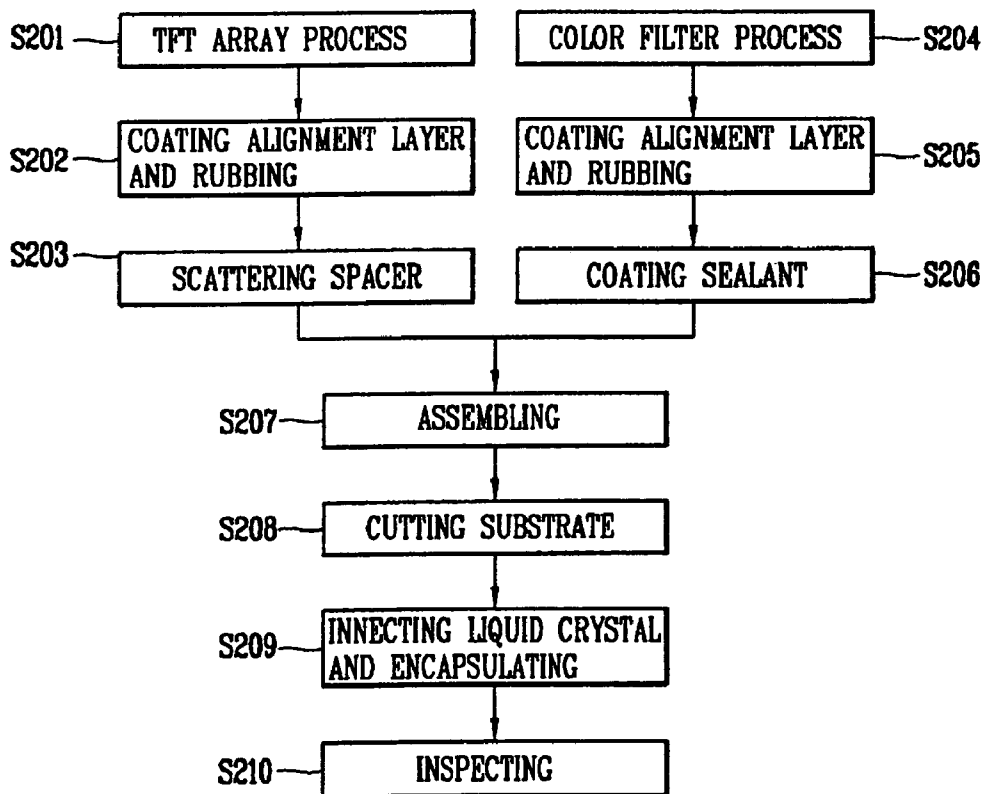 S201
TFT ARRAY PROCESS
COLOR FILTER PROCESS
S204
S202
COATING ALIGNMENT LAYER
AND RUBBING
COATING ALIGNMENT LAYER
AND RUBBING
S205
S203
SCATTERING SPACER
COATING SEALANT
S206
S207
ASSEMBLING
S208
CUTTING SUBSTRATE
S209
INNECTING LIQUID CRYSTAL
AND ENCAPSULATING
S210
INSPECTING